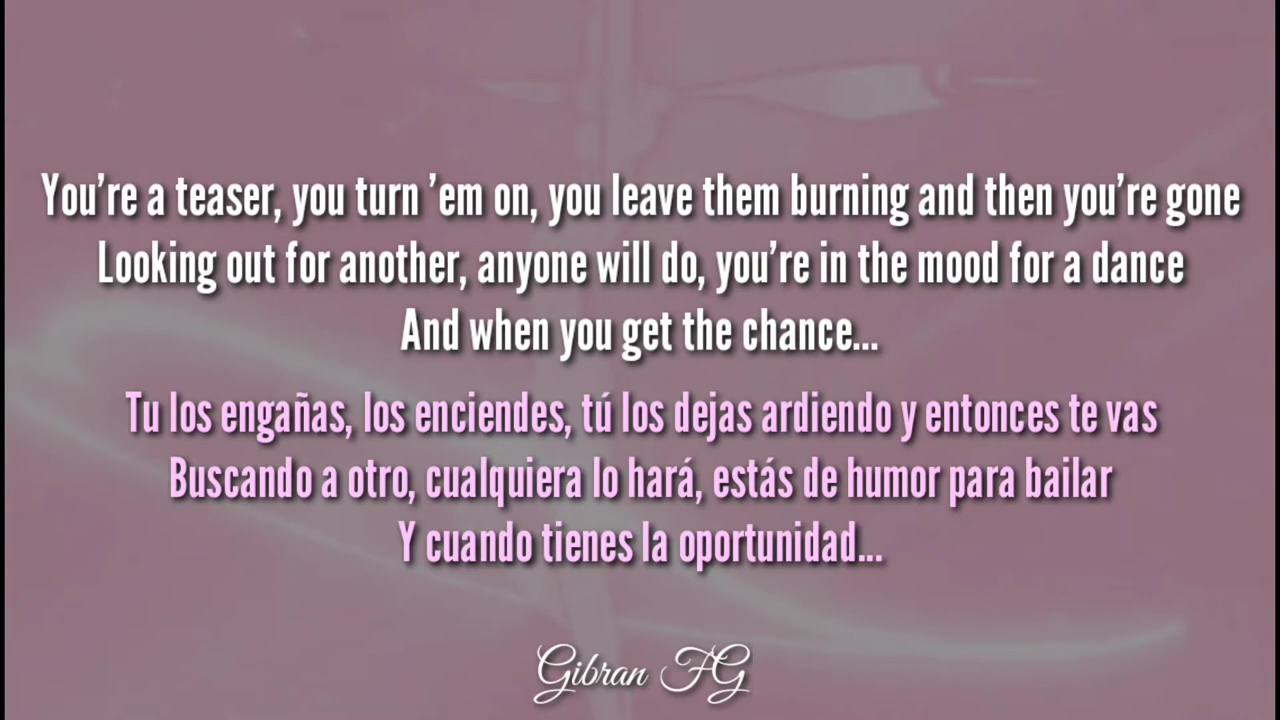 You're a teaser, you turn 'em on, you leave them burning and then you're gone
Looking out for another, anyone will do, you're in the mood for a dance
And when you get the chance...
Tu los engañas, los enciendes, tú los dejas ardiendo y entonces te vas
Buscando a otro, cualquiera lo hará, estás de humor para bailar
Y cuando tienes la oportunidad...
Gibran FG